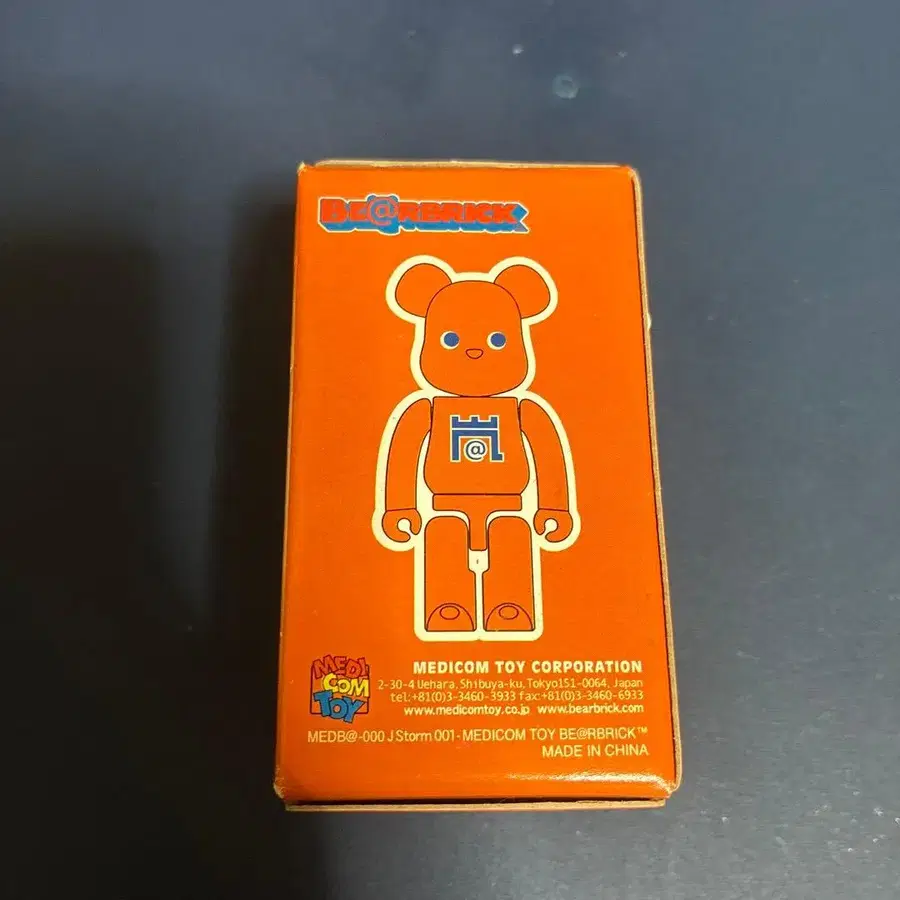 BE@RBRICK
@
MEDI
COM
TOY
MEDICOM TOY CORPORATION
2-30-4 Uehara, Shibuya-ku, Tokyo151-0064, Japan
tel:+81(0)3-3460-3933 fax:+81(0)3-3460-6933
www.medicomtoy.co.jp www.bearbrick.com
MEDB@-000 JStorm 001-MEDICOM TOY BE@RBRICK™
MADE IN CHINA